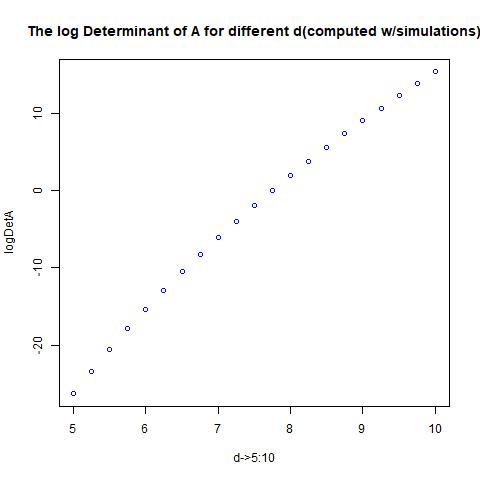 The log Determinant of A for different d(computed w/simulations)
10
0
-10
-20
logDetA
5 6 7 8 9 10
d->5:10